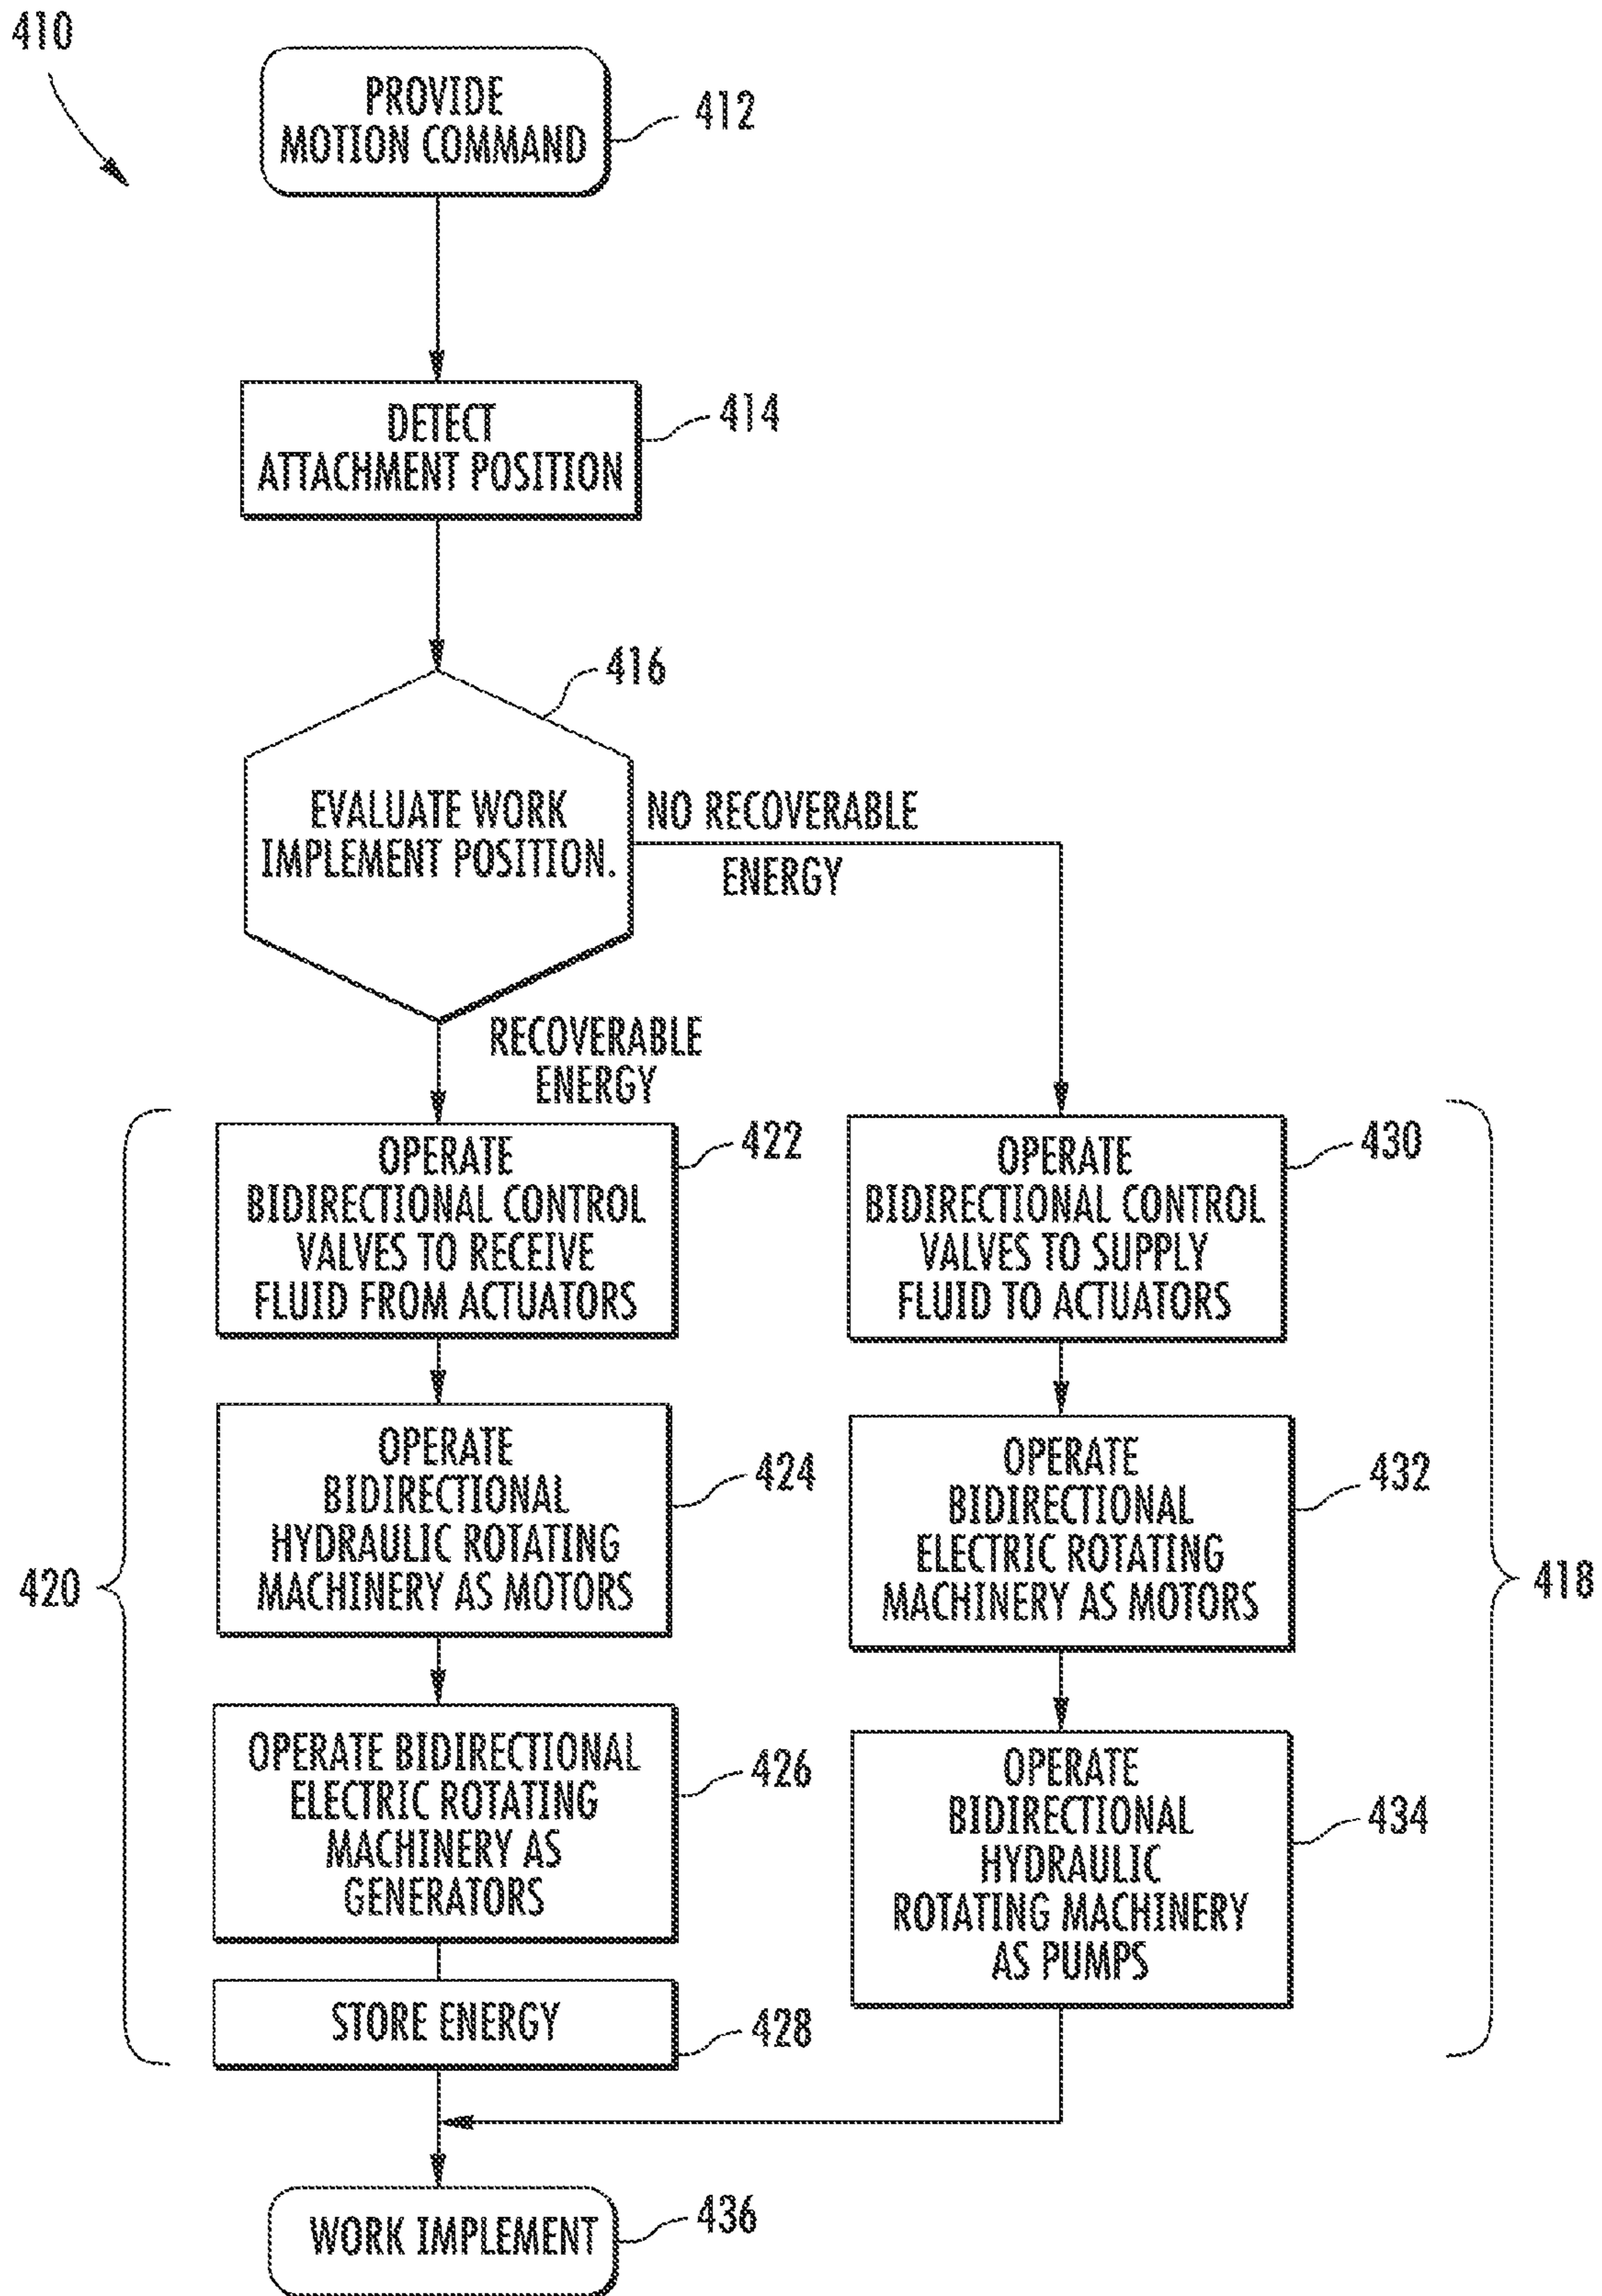 410
PROVIDE
MOTION COMMAND
412
DETECT
ATTACHMENT POSITION
414
416
EVALUATE WORK
IMPLEMENT POSITION.
NO RECOVERABLE
ENERGY
RECOVERABLE
ENERGY
420
OPERATE
BIDIRECTIONAL CONTROL
VALVES TO RECEIVE
FLUID FROM ACTUATORS
422
OPERATE
BIDIRECTIONAL
HYDRAULIC ROTATING
MACHINERY AS MOTORS
424
OPERATE BIDIRECTIONAL
ELECTRIC ROTATING
MACHINERY AS
GENERATORS
426
STORE ENERGY
428
OPERATE
BIDIRECTIONAL CONTROL
VALVES TO SUPPLY
FLUID TO ACTUATORS
430
OPERATE
BIDIRECTIONAL
ELECTRIC ROTATING
MACHINERY AS MOTORS
432
OPERATE
BIDIRECTIONAL
HYDRAULIC
ROTATING MACHINERY
AS PUMPS
434
418
WORK IMPLEMENT
436